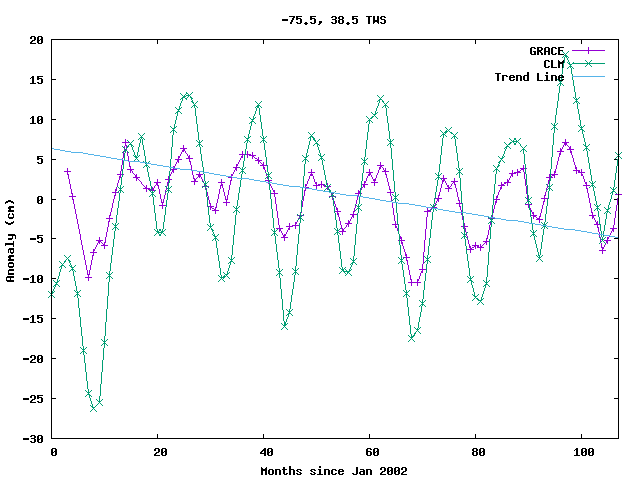 -75.5, 38.5 TWS
GRACE
CLM
Trend Line
20
15
10
5
0
-5
-10
-15
-20
-25
-30
Anomaly (cm)
0 20 40 60 80 100
Months since Jan 2002